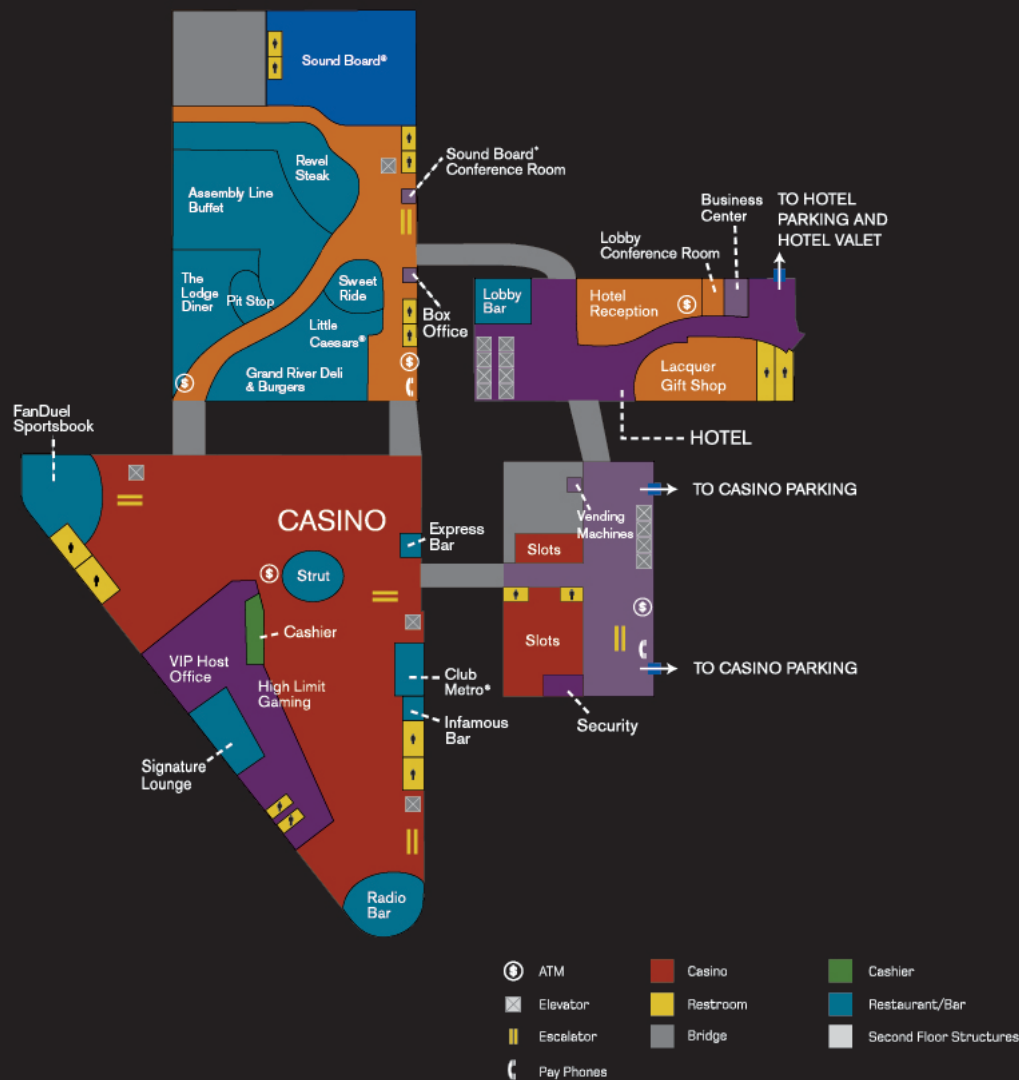 Sound Board®
Revel
Steak
Sound Board*
Conference Room
Assembly Line
Buffet
Business
Center
TO HOTEL
PARKING AND
HOTEL VALET
Lobby
Conference Room
The
Lodge
Diner
Pit Stop
Sweet
Ride
Little
Caesars®
Box
Office
Lobby
Bar
Hotel
Reception
Grand River Deli
& Burgers
Lacquer
Gift Shop
HOTEL
FanDuel
Sportsbook
CASINO
Express
Bar
Strut
TO CASINO PARKING
Vending
Machines
Slots
Cashier
VIP Host
Office
High Limit
Gaming
Slots
TO CASINO PARKING
Club
Metro®
Infamous
Bar
Security
Signature
Lounge
Radio
Bar
ATM
Casino
Cashier
Elevator
Restroom
Restaurant/Bar
Escalator
Bridge
Second Floor Structures
Pay Phones